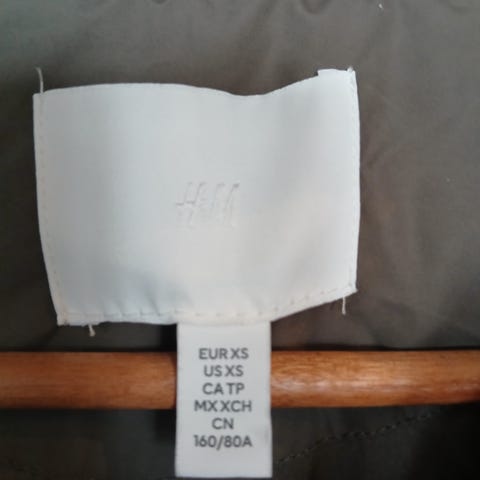 H&M
EUR XS
US XS
CA TP
MX XCH
CN
160/80A